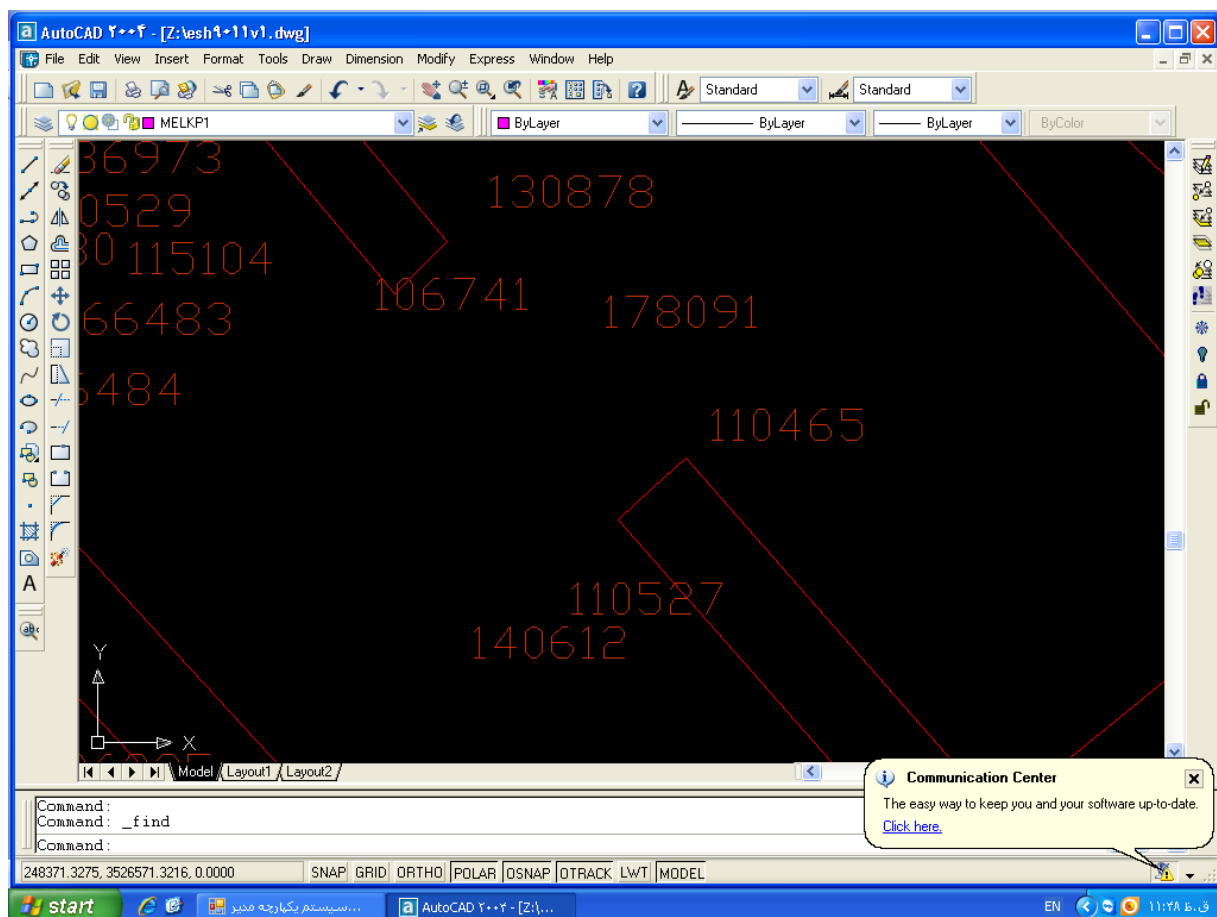 AutoCAD ۲۰۰۴ - [Z:\esh۹۰۱۱v۱.dwg]
File Edit View Insert Format Tools Draw Dimension Modify Express Window Help
Standard Standard
MELKP1 ByLayer ByLayer ByLayer ByColor
36973
130878
0529
30 115104
106741
178091
66483
6484
110465
110527
140612
Y
X
A
Model Layout1 Layout2
Communication Center
The easy way to keep you and your software up-to-date.
Click here.
Command:
Command: _find
Command:
248371.3275, 3526571.3216, 0.0000 SNAP GRID ORTHO POLAR OSNAP OTRACK LWT MODEL
start سیستم یکپارچه مدیر... AutoCAD ۲۰۰۴ - [Z:\... EN ۱۱:۲۸ ق.ظ